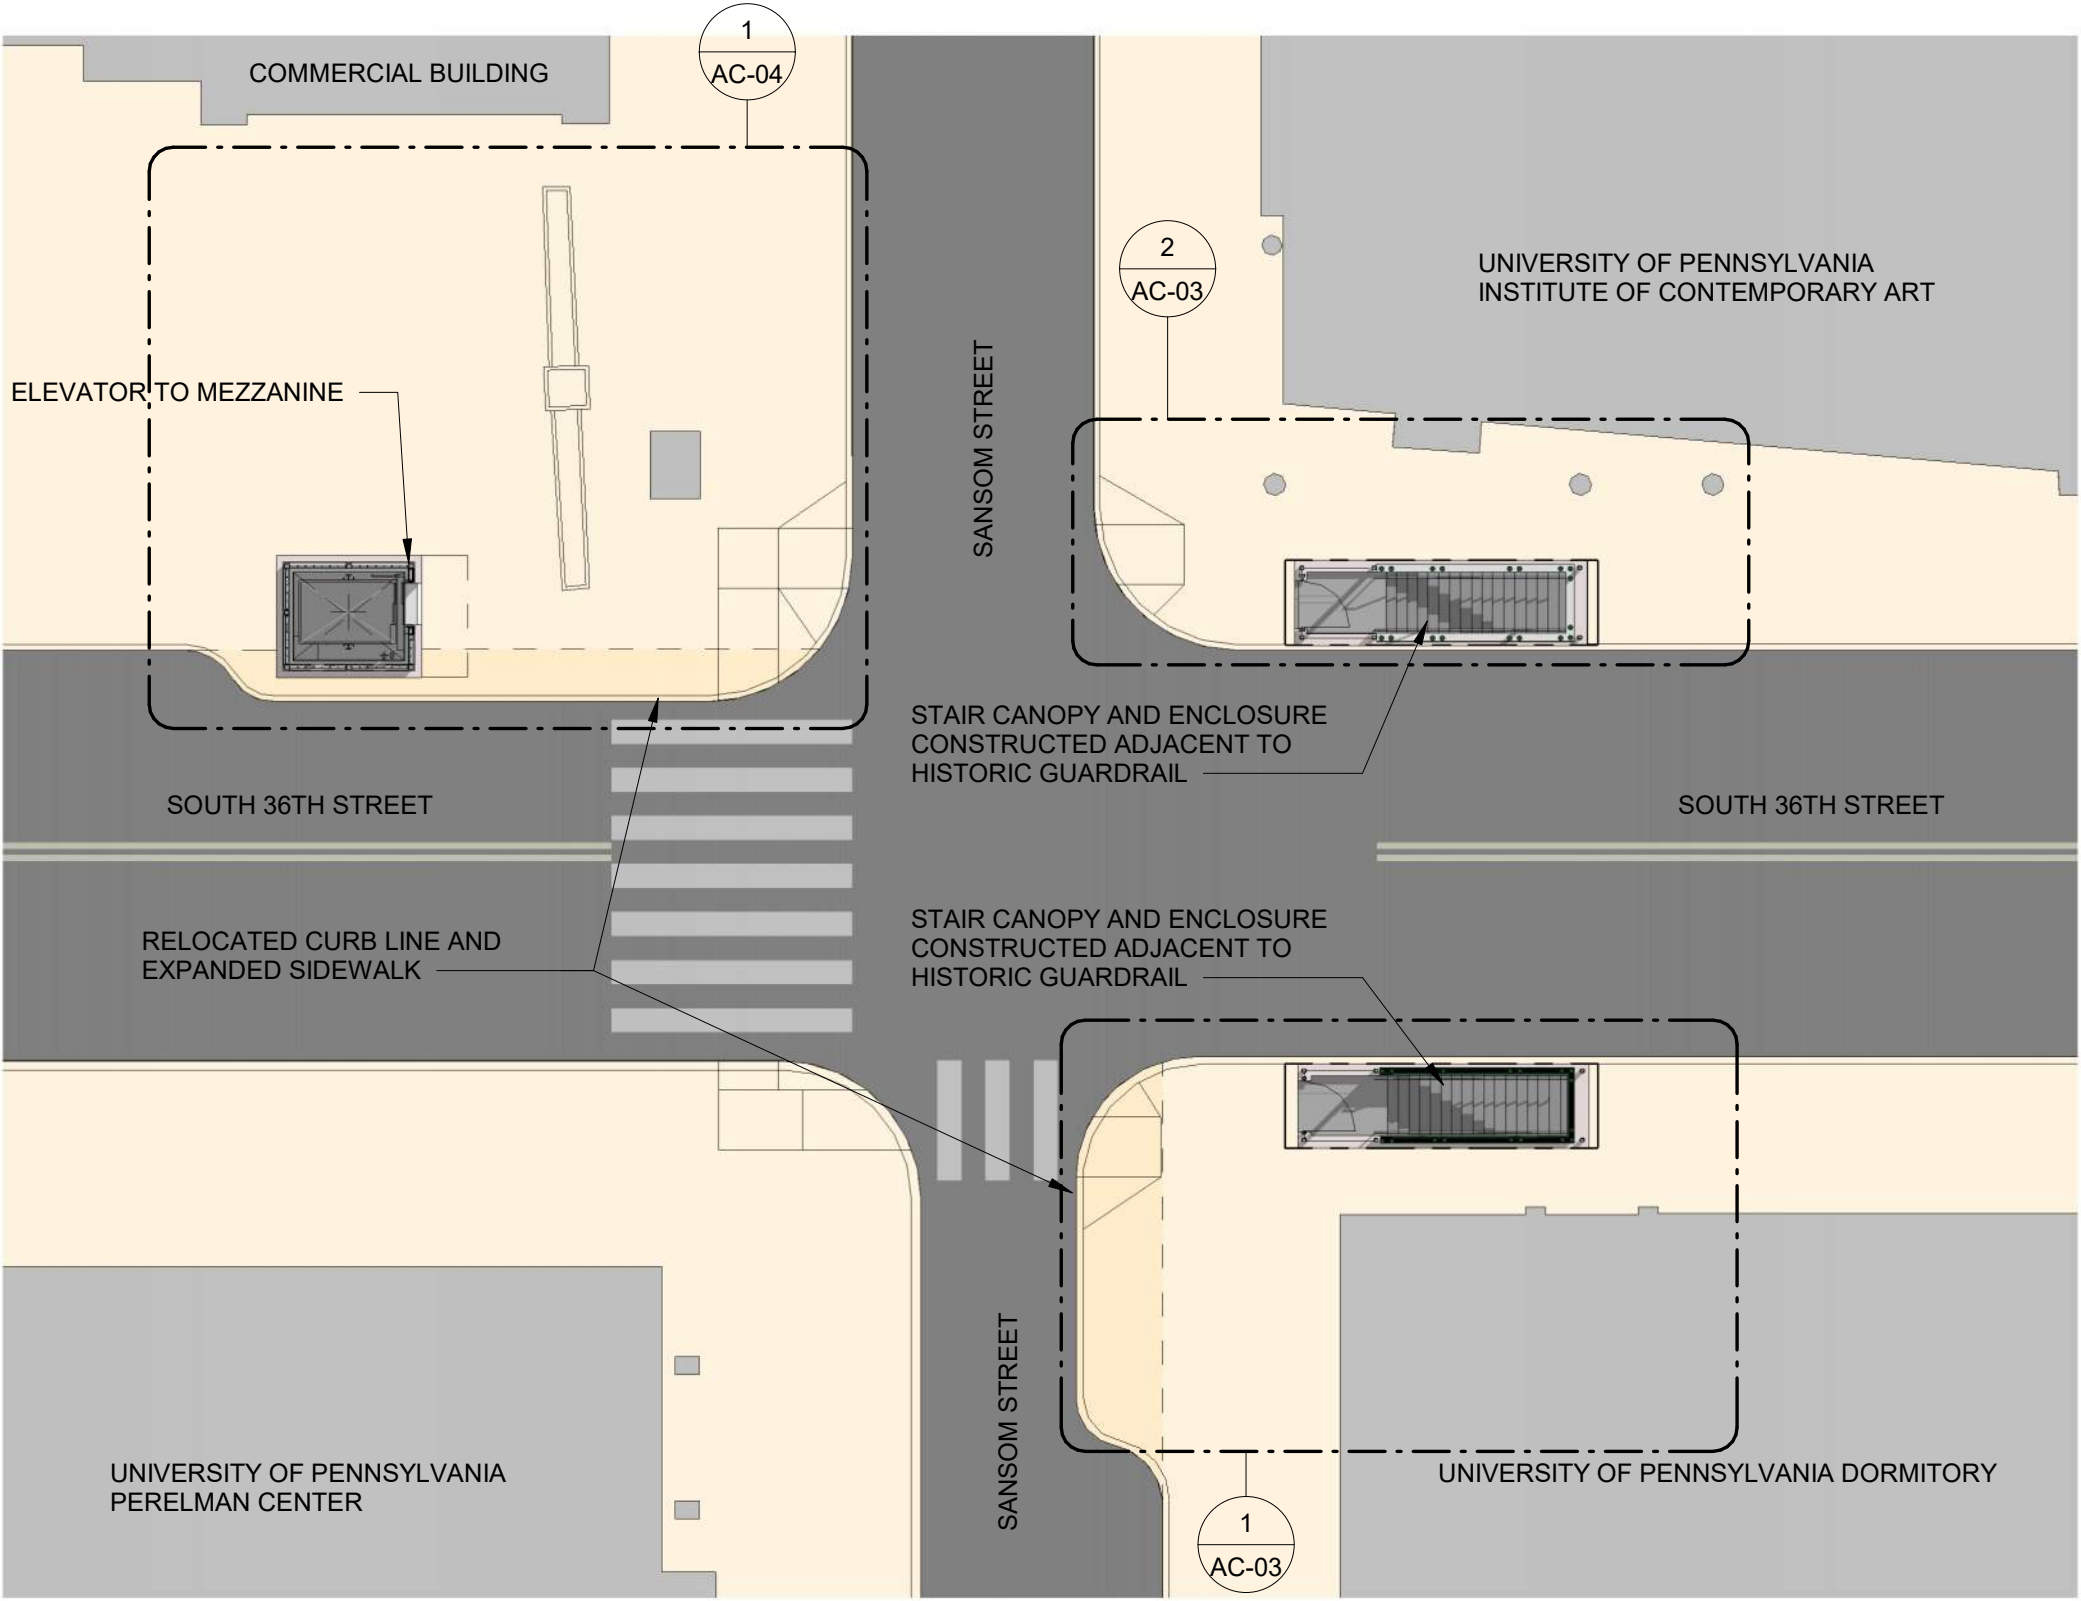 1
AC-04
COMMERCIAL BUILDING
2
AC-03
UNIVERSITY OF PENNSYLVANIA
INSTITUTE OF CONTEMPORARY ART
ELEVATOR TO MEZZANINE
SANSOM STREET
STAIR CANOPY AND ENCLOSURE
CONSTRUCTED ADJACENT TO
HISTORIC GUARDRAIL
SOUTH 36TH STREET
SOUTH 36TH STREET
RELOCATED CURB LINE AND
EXPANDED SIDEWALK
STAIR CANOPY AND ENCLOSURE
CONSTRUCTED ADJACENT TO
HISTORIC GUARDRAIL
SANSOM STREET
UNIVERSITY OF PENNSYLVANIA
PERELMAN CENTER
UNIVERSITY OF PENNSYLVANIA DORMITORY
1
AC-03